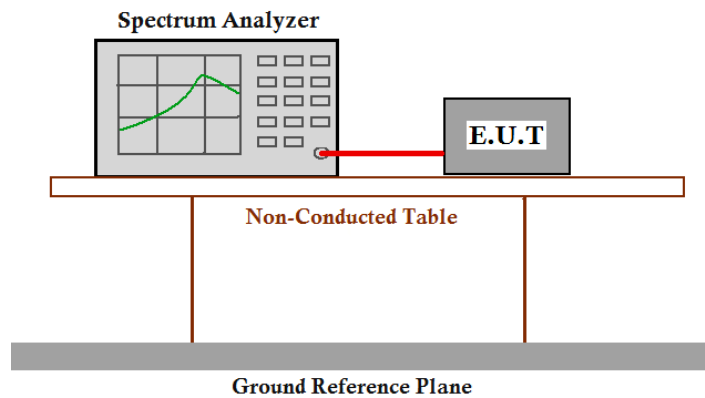 Spectrum Analyzer
E.U.T
Non-Conducted Table
Ground Reference Plane